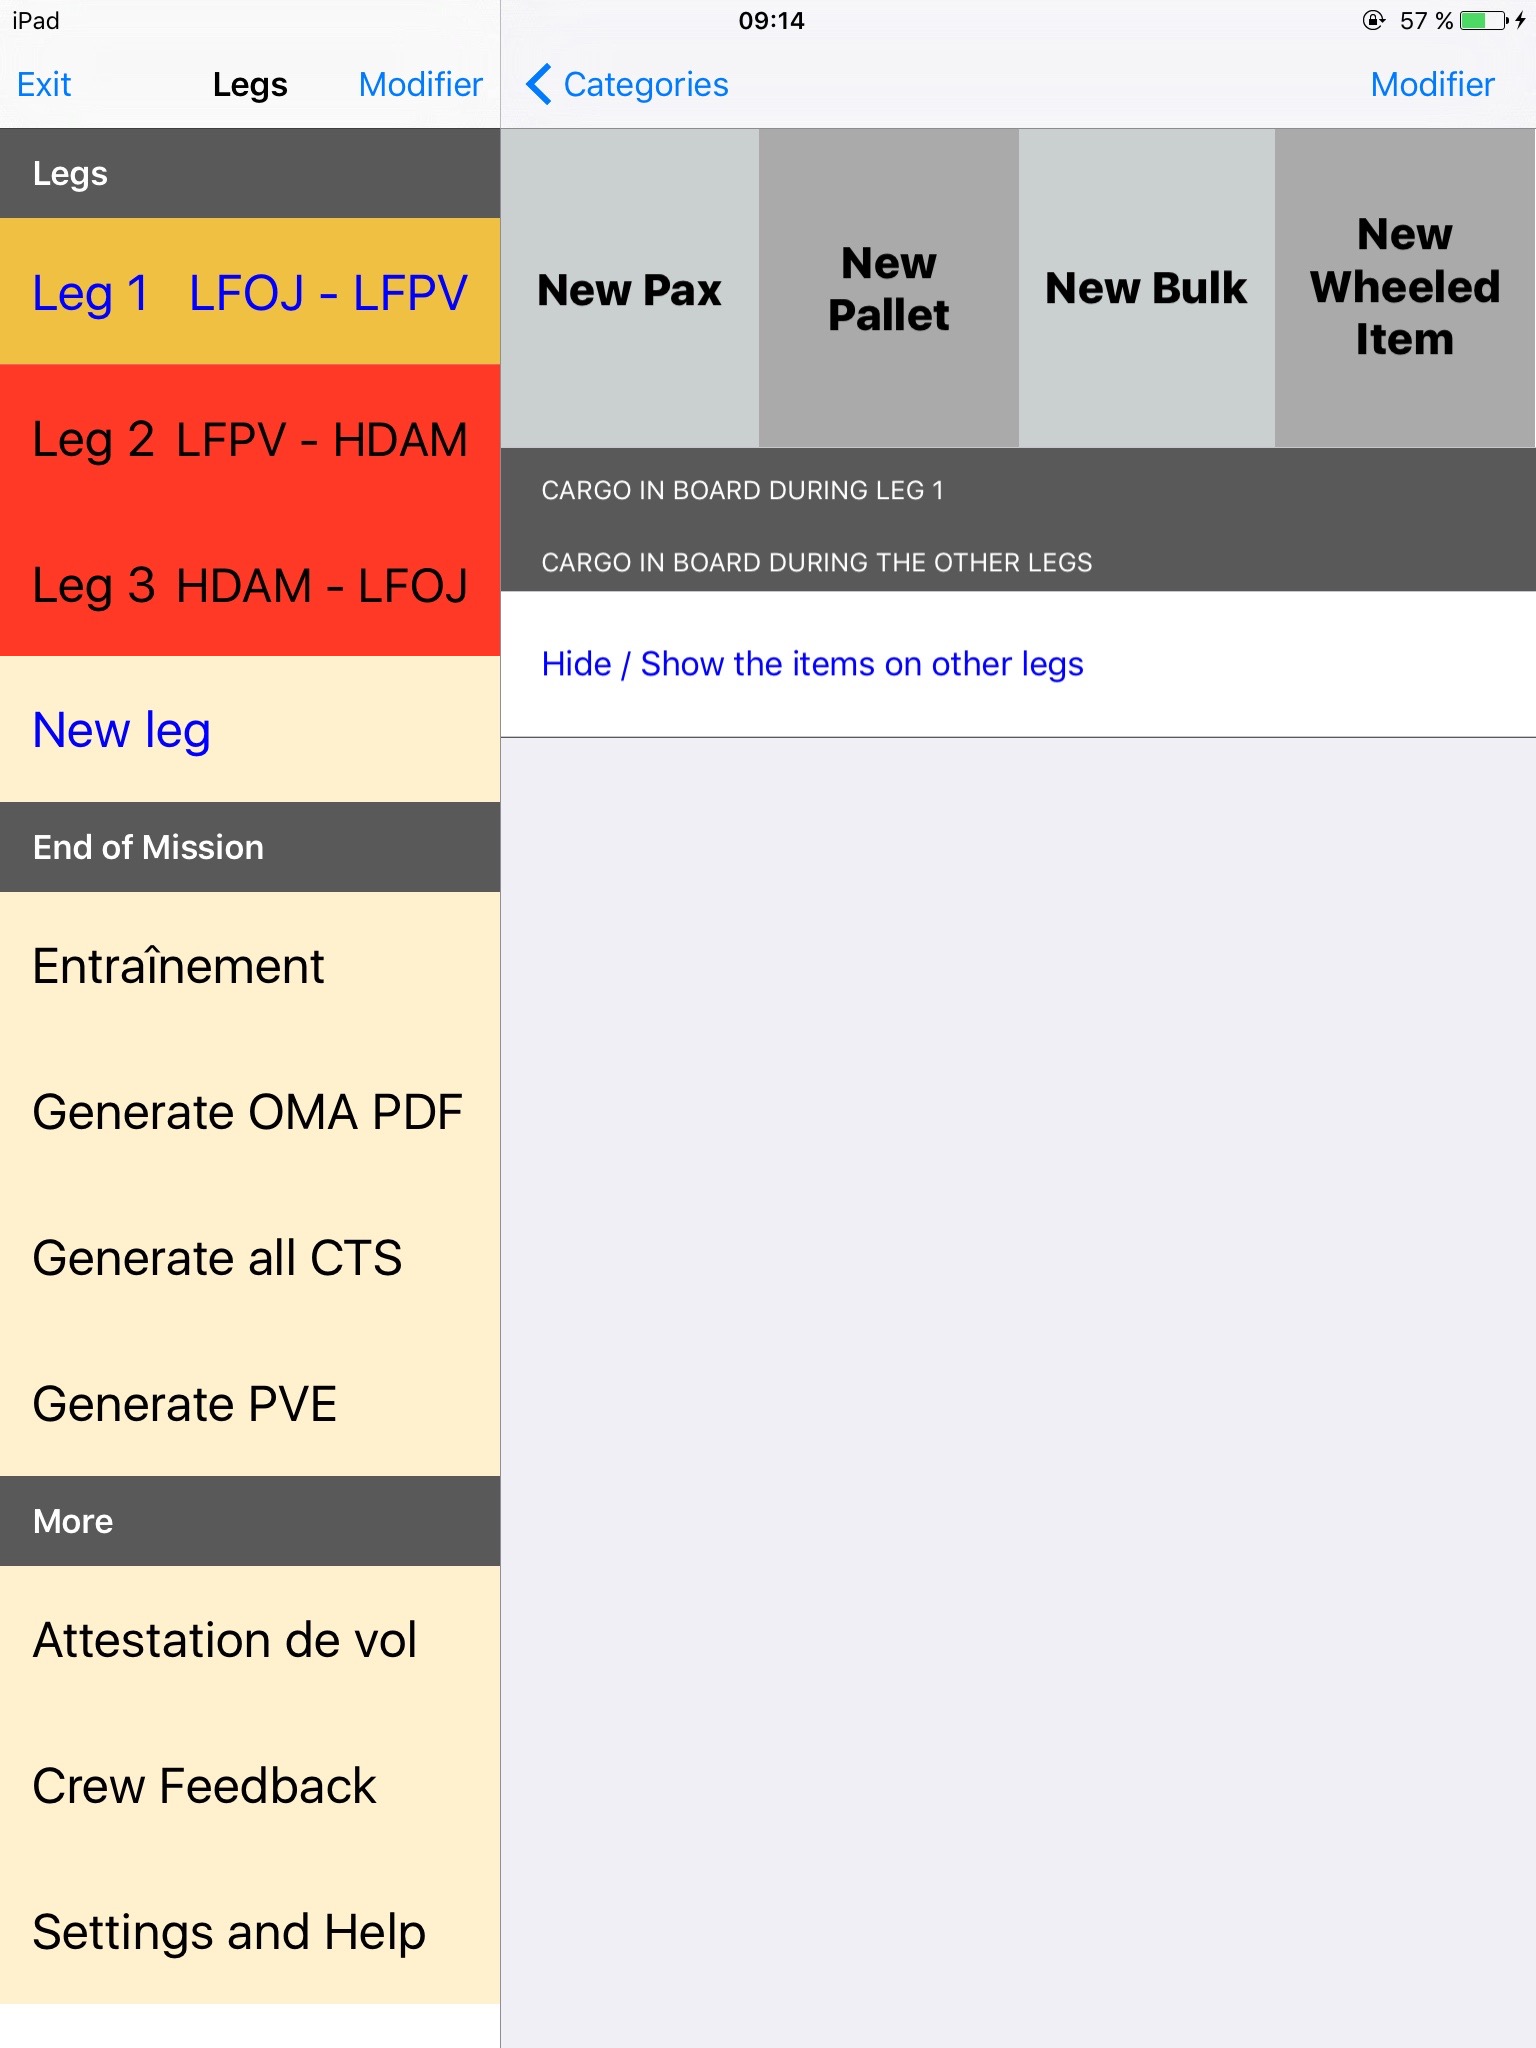 iPad
09:14
57 %
Exit
Legs
Modifier
Categories
Modifier
Legs
Leg 1 LFOJ - LFPV
Leg 2 LFPV - HDAM
Leg 3 HDAM - LFOJ
New leg
End of Mission
Entraînement
Generate OMA PDF
Generate all CTS
Generate PVE
More
Attestation de vol
Crew Feedback
Settings and Help
New Pax
New
Pallet
New Bulk
New
Wheeled
Item
CARGO IN BOARD DURING LEG 1
CARGO IN BOARD DURING THE OTHER LEGS
Hide / Show the items on other legs